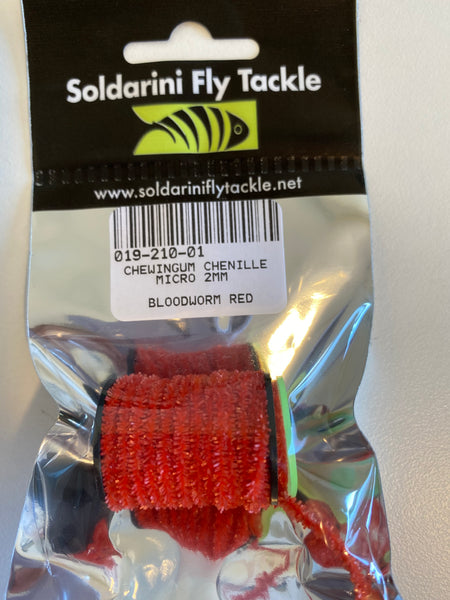 Soldarini Fly Tackle
www.soldariniflytackle.net
019-210-01
CHEWINGUM CHENILLE
MICRO 2MM
BLOODWORM RED